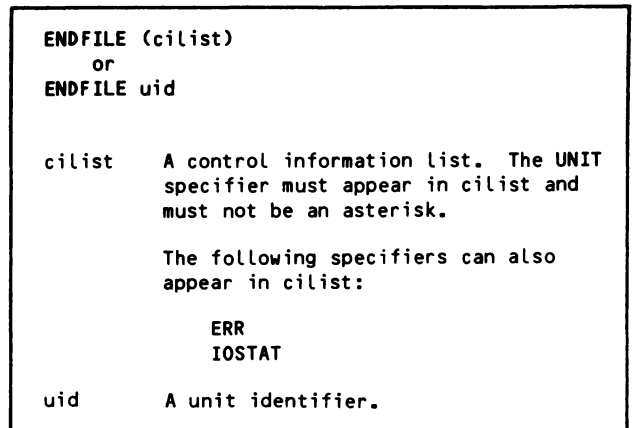 ENDFILE (cilist)
or
ENDFILE uid
cilist A control information list. The UNIT
specifier must appear in cilist and
must not be an asterisk.
The following specifiers can also
appear in cilist:
ERR
IOSTAT
uid A unit identifier.